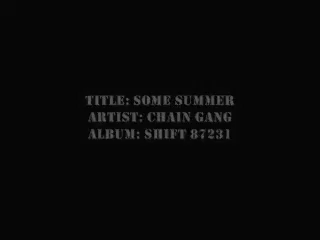 TITLE: SOME SUMMER
ARTIST: CHAIN GANG
ALBUM: SHIFT 87231